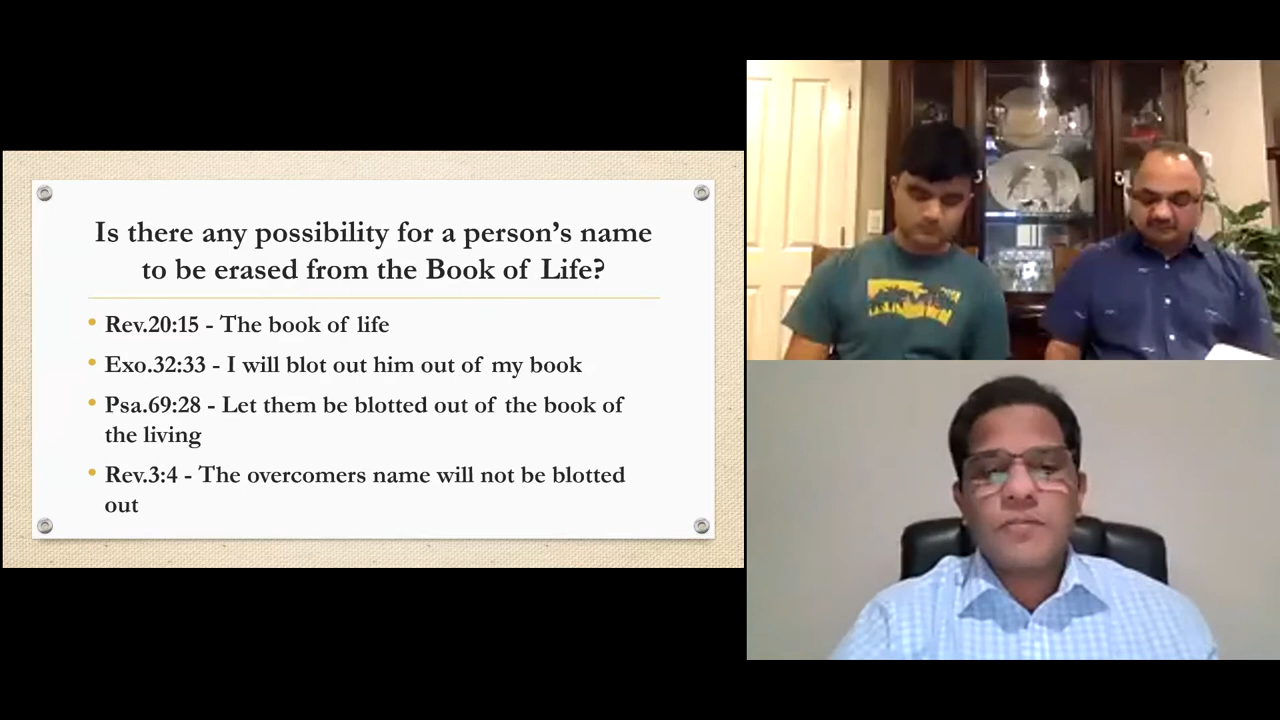 Is there any possibility for a person's name
to be erased from the Book of Life?
• Rev.20:15 - The book of life
• Exo.32:33 - I will blot out him out of my book
• Psa.69:28 - Let them be blotted out of the book of
the living
• Rev.3:4 - The overcomers name will not be blotted
out